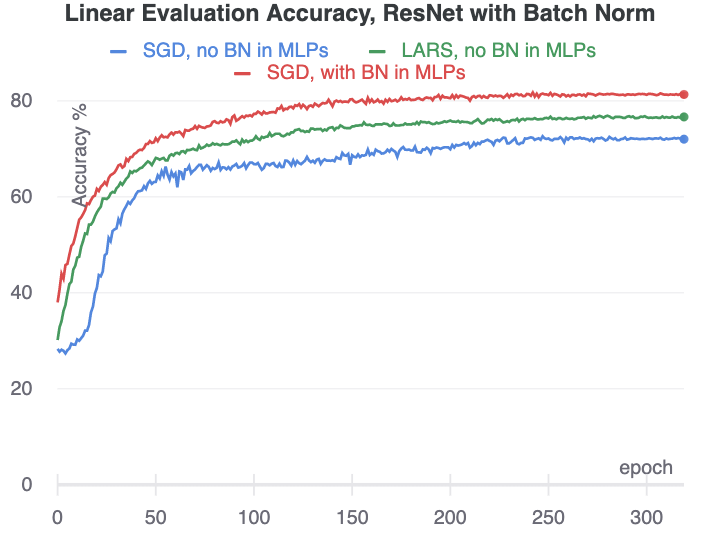 Linear Evaluation Accuracy, ResNet with Batch Norm
SGD, no BN in MLPs LARS, no BN in MLPs
SGD, with BN in MLPs
80
Accuracy %
60
40
20
epoch
0
0 50 100 150 200 250 300